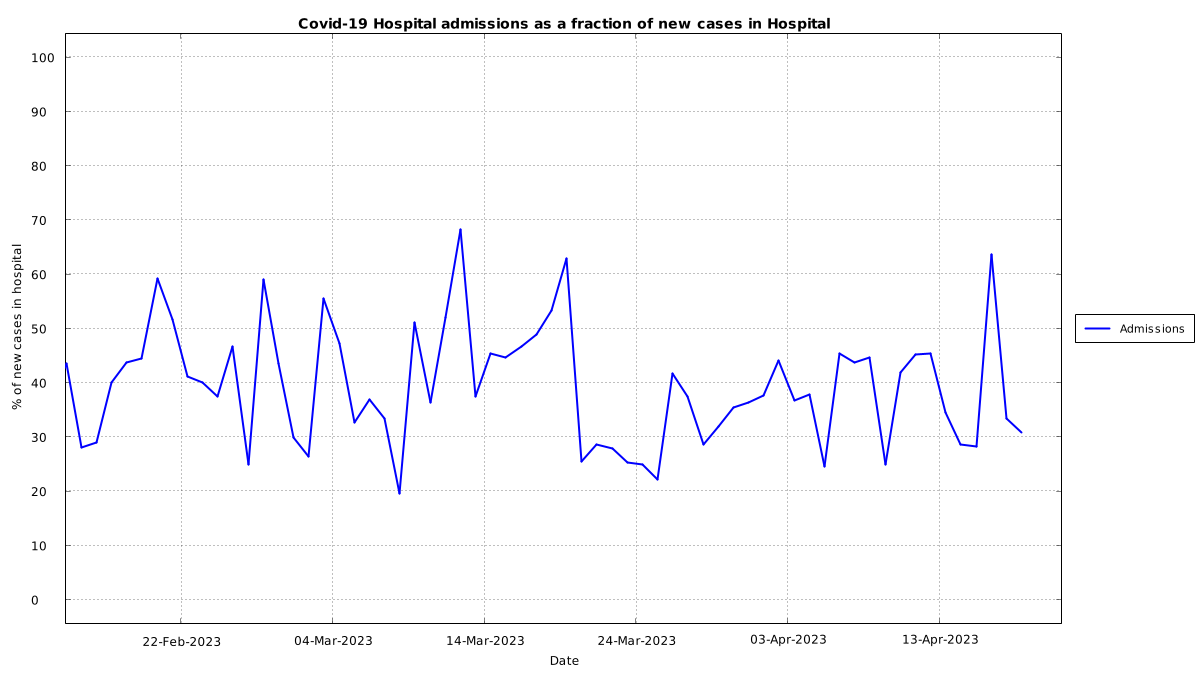 Covid-19 Hospital admissions as a fraction of new cases in Hospital
100
90
80
70
60
50
40
30
20
10
0
% of new cases in hospital
22-Feb-2023
04-Mar-2023
14-Mar-2023
24-Mar-2023
03-Apr-2023
13-Apr-2023
Date
Admissions